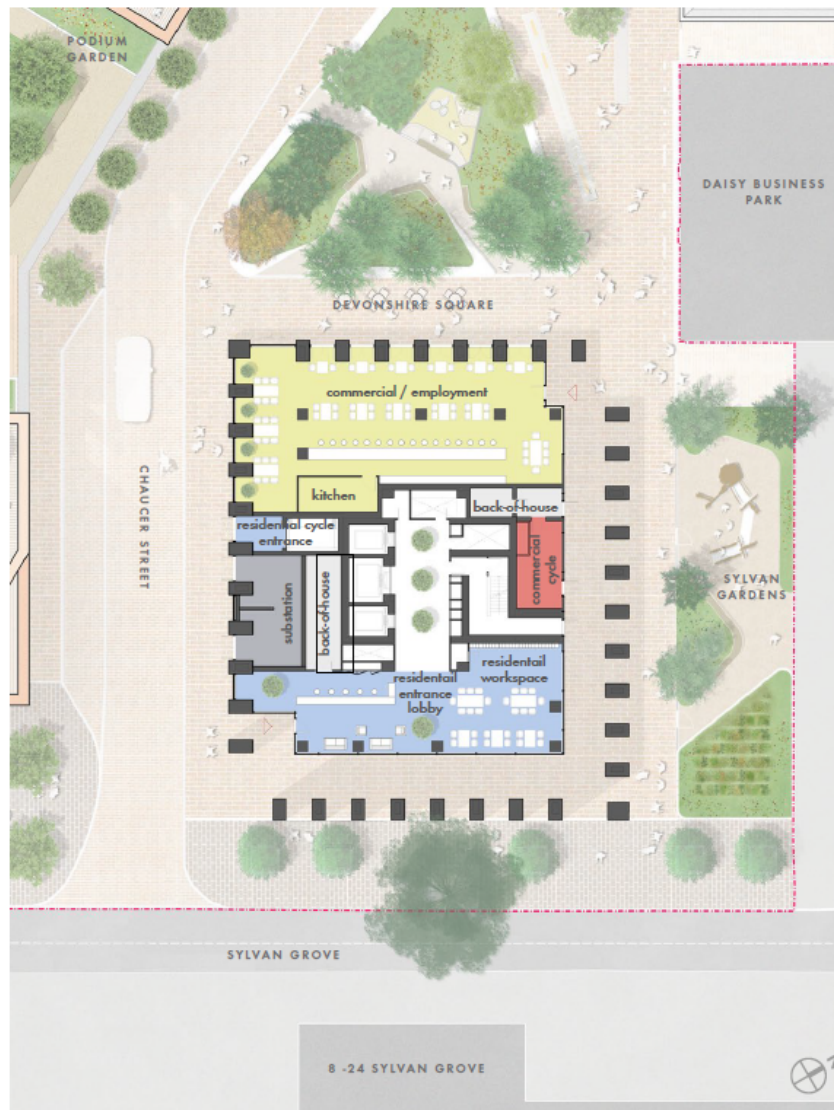 PODIUM
GARDEN
DAISY BUSINESS
PARK
DEVONSHIRE SQUARE
commercial / employment
CHAUCER STREET
kitchen
back-of-house
residential cycle
entrance
commercial
cycle
substation
back-of-house
SYLVAN
GARDENS
residentail
entrance
lobby
residentail
workspace
SYLVAN GROVE
8 -24 SYLVAN GROVE